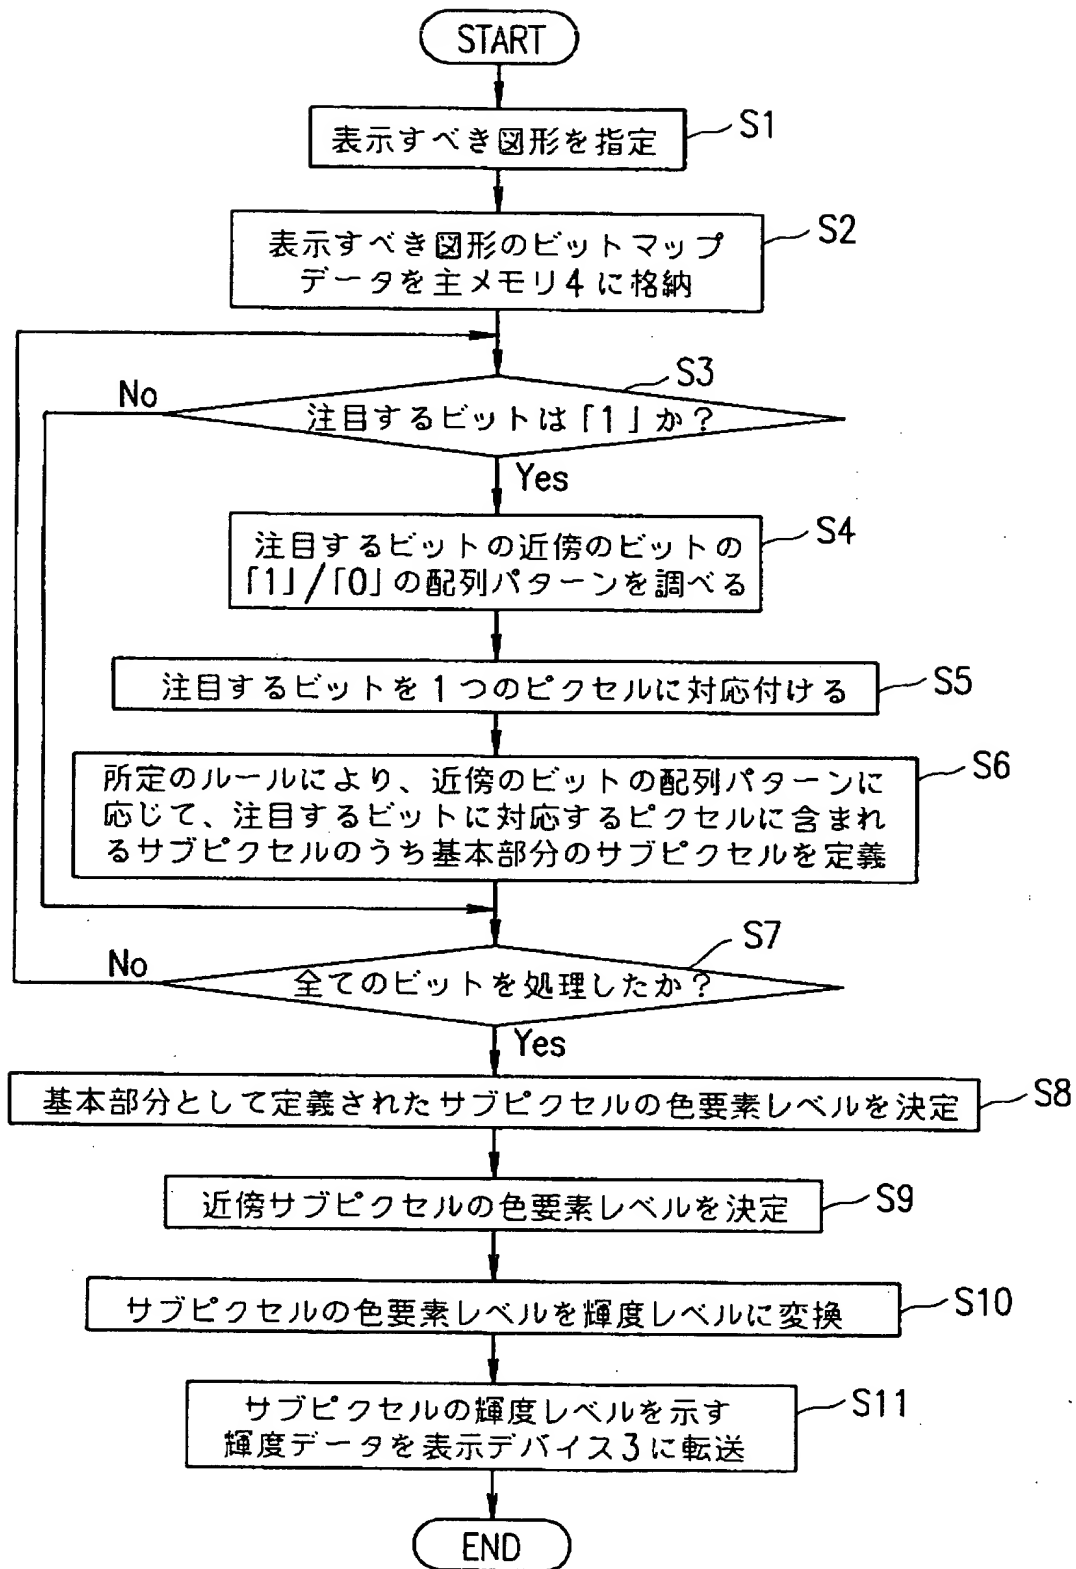 START
表示すべき図形を指定
S1
表示すべき図形のビットマップ
データを主メモリ4に格納
S2
注目するビットは「1」か?
S3
No
Yes
注目するビットの近傍のビットの
「1」/「0」の配列パターンを調べる
S4
注目するビットを1つのピクセルに対応付ける
S5
所定のルールにより、近傍のビットの配列パターンに
応じて、注目するビットに対応するピクセルに含まれ
るサブピクセルのうち基本部分のサブピクセルを定義
S6
全てのビットを処理したか?
S7
No
Yes
基本部分として定義されたサブピクセルの色要素レベルを決定
S8
近傍サブピクセルの色要素レベルを決定
S9
サブピクセルの色要素レベルを輝度レベルに変換
S10
サブピクセルの輝度レベルを示す
輝度データを表示デバイス3に転送
S11
END